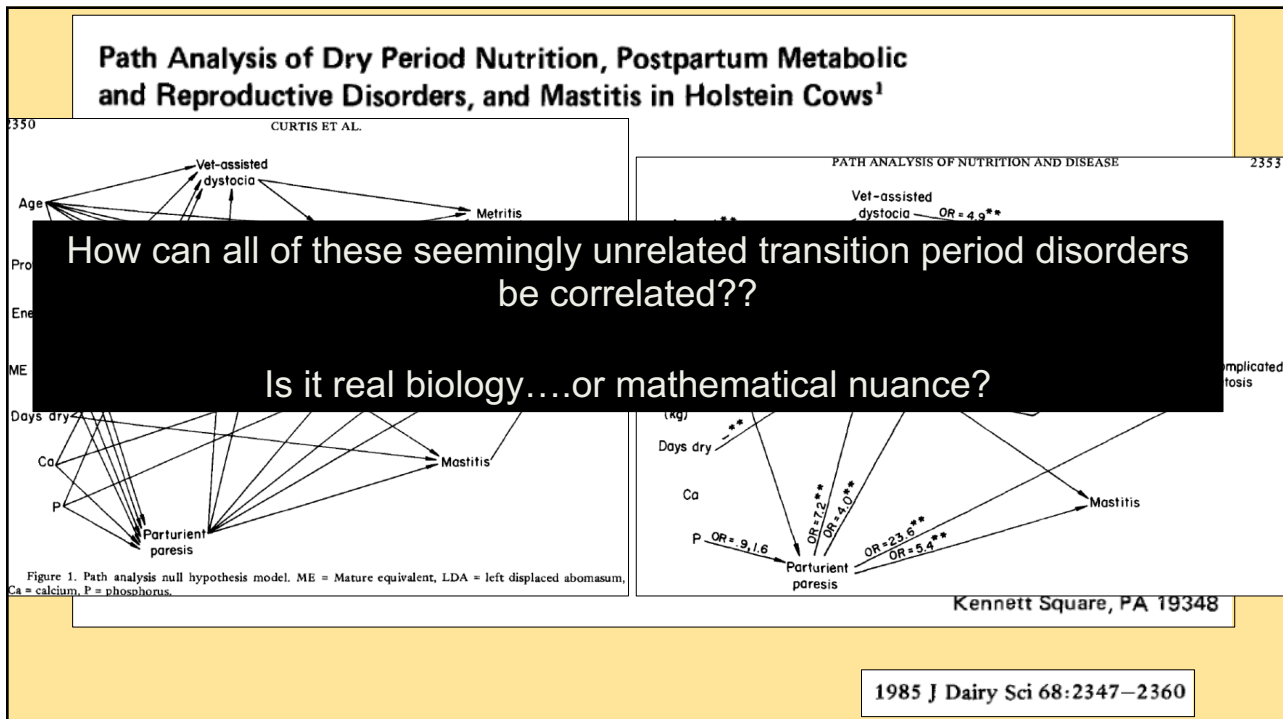 Path Analysis of Dry Period Nutrition, Postpartum Metabolic
and Reproductive Disorders, and Mastitis in Holstein Cows¹
2350
CURTIS ET AL.
Vet-assisted
dystocia
Age
Metritis
ME
Days dry
Ca
P
Mastitis
Parturient
paresis
Figure 1. Path analysis null hypothesis model. ME = Mature equivalent, LDA = left displaced abomasum,
Ca = calcium, P = phosphorus.
PATH ANALYSIS OF NUTRITION AND DISEASE
2353
Vet-assisted
dystocia
OR = 4.9**
How can all of these seemingly unrelated transition period disorders
be correlated??
Is it real biology....or mathematical nuance?
(kg)
Days dry
-**
Ca
P
OR = .9, 1.6
OR = 7.2**
OR = 4.0**
OR = 23.6**
OR = 5.4**
Mastitis
Parturient
paresis
Kennett Square, PA 19348
1985 J Dairy Sci 68:2347–2360